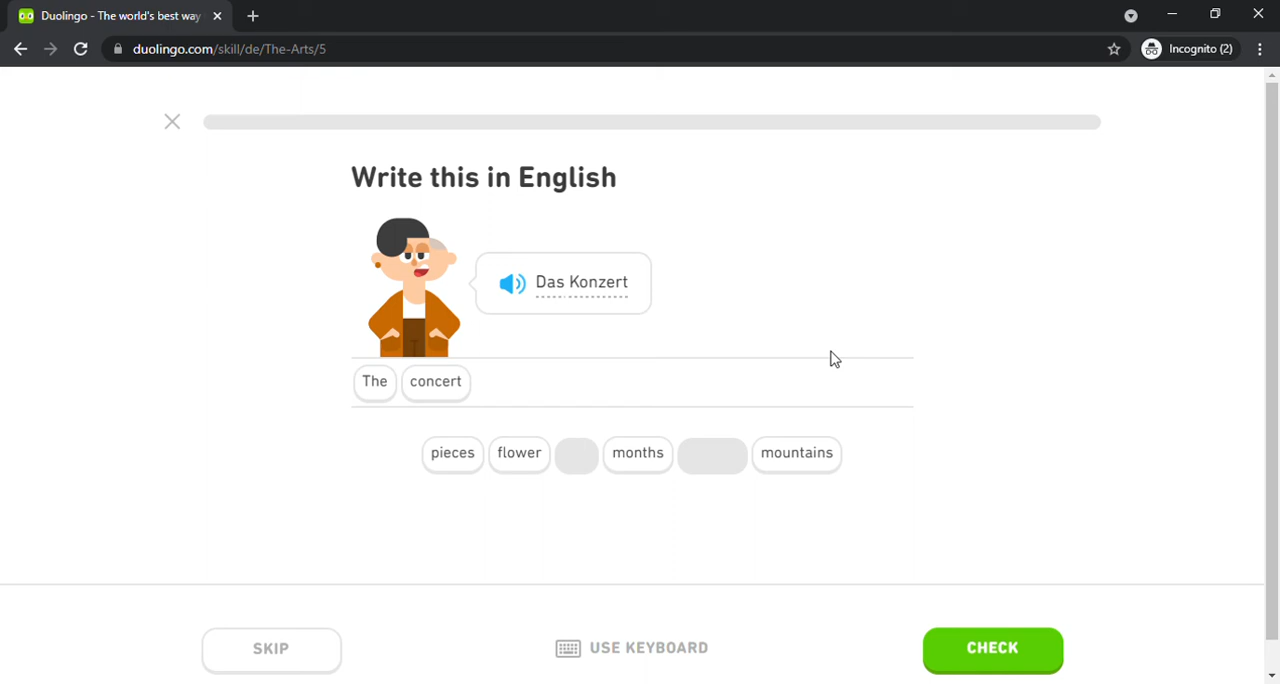 Duolingo - The world's best way
duolingo.com/skill/de/The-Arts/5
Incognito (2)
Write this in English
Das Konzert
The concert
pieces flower months mountains
SKIP USE KEYBOARD CHECK